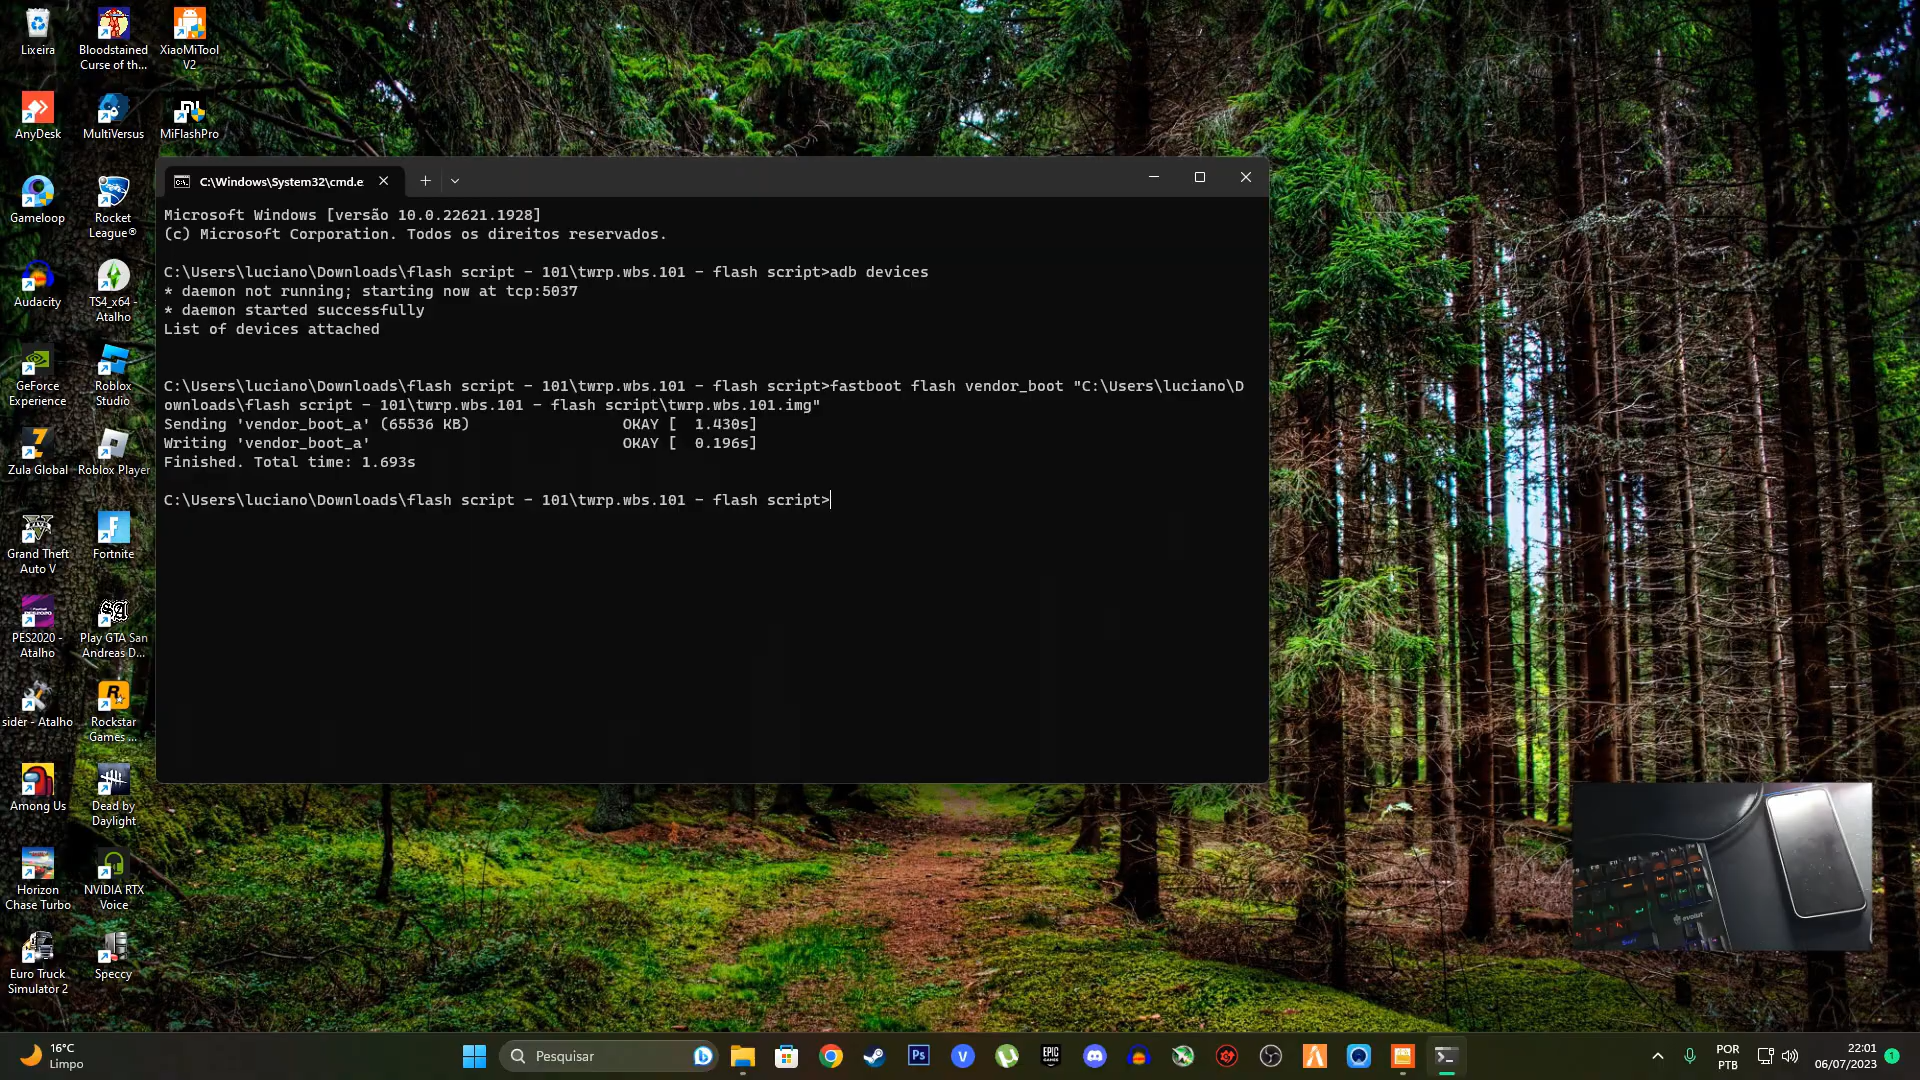 Lixeira
Bloodstained
Curse of th...
XiaoMiTool
V2
AnyDesk
MultiVersus
MiFlashPro
Gameloop
Rocket
League®
Audacity
TS4_x64 -
Atalho
GeForce
Experience
Roblox
Studio
Zula Global
Roblox Player
Grand Theft
Auto V
Fortnite
PES2020 -
Atalho
Play GTA San
Andreas D...
sider - Atalho
Rockstar
Games ...
Among Us
Dead by
Daylight
Horizon
Chase Turbo
NVIDIA RTX
Voice
Euro Truck
Simulator 2
Speccy
C:\Windows\System32\cmd.e
Microsoft Windows [versão 10.0.22621.1928]
(c) Microsoft Corporation. Todos os direitos reservados.
C:\Users\luciano\Downloads\flash script - 101\twrp.wbs.101 - flash script>adb devices
* daemon not running; starting now at tcp:5037
* daemon started successfully
List of devices attached
C:\Users\luciano\Downloads\flash script - 101\twrp.wbs.101 - flash script>fastboot flash vendor_boot "C:\Users\luciano\D
ownloads\flash script - 101\twrp.wbs.101 - flash script\twrp.wbs.101.img"
Sending 'vendor_boot_a' (65536 KB) OKAY [ 1.430s]
Writing 'vendor_boot_a' OKAY [ 0.196s]
Finished. Total time: 1.693s
C:\Users\luciano\Downloads\flash script - 101\twrp.wbs.101 - flash script>
evolut
16°C
Limpo
Pesquisar
Ps
V
EPIC
GAMES
POR
PTB
22:01
06/07/2023
1